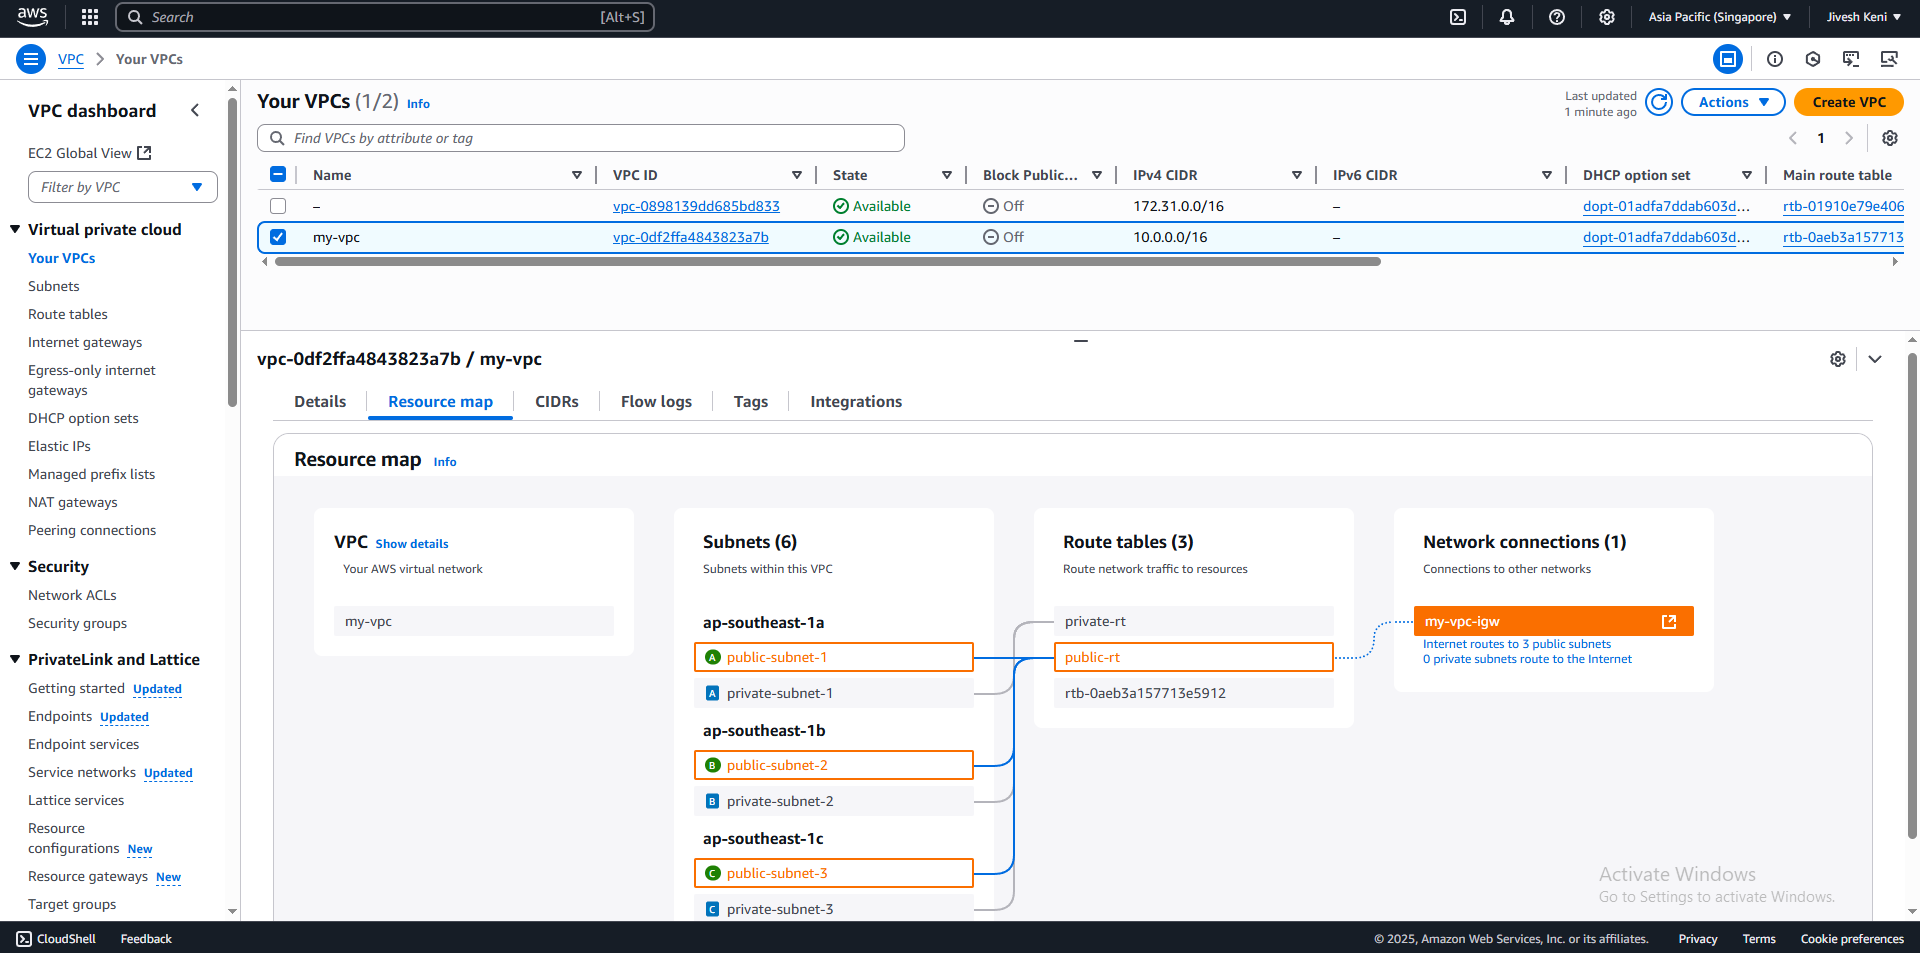 aws
Search [Alt+S] Asia Pacific (Singapore) Jivesh Keni
VPC Your VPCs
VPC dashboard
EC2 Global View
Filter by VPC
Virtual private cloud
Your VPCs
Subnets
Route tables
Internet gateways
Egress-only internet
gateways
DHCP option sets
Elastic IPs
Managed prefix lists
NAT gateways
Peering connections
Security
Network ACLs
Security groups
PrivateLink and Lattice
Getting started Updated
Endpoints Updated
Endpoint services
Service networks Updated
Lattice services
Resource
configurations New
Resource gateways New
Target groups
Your VPCs (1/2) Info
Last updated
1 minute ago
Actions
Create VPC
Find VPCs by attribute or tag
1
Name VPC ID State Block Public... IPv4 CIDR IPv6 CIDR DHCP option set Main route table
– vpc-0898139dd685bd833 Available Off 172.31.0.0/16 – dopt-01adfa7ddab603d... rtb-01910e79e406
my-vpc vpc-0df2ffa4843823a7b Available Off 10.0.0.0/16 – dopt-01adfa7ddab603d... rtb-0aeb3a157713
vpc-0df2ffa4843823a7b / my-vpc
Details Resource map CIDRs Flow logs Tags Integrations
Resource map Info
VPC Show details
Your AWS virtual network
my-vpc
Subnets (6)
Subnets within this VPC
ap-southeast-1a
A public-subnet-1
A private-subnet-1
ap-southeast-1b
B public-subnet-2
B private-subnet-2
ap-southeast-1c
C public-subnet-3
C private-subnet-3
Route tables (3)
Route network traffic to resources
private-rt
public-rt
rtb-0aeb3a157713e5912
Network connections (1)
Connections to other networks
my-vpc-igw
Internet routes to 3 public subnets
0 private subnets route to the Internet
Activate Windows
Go to Settings to activate Windows.
CloudShell Feedback © 2025, Amazon Web Services, Inc. or its affiliates. Privacy Terms Cookie preferences